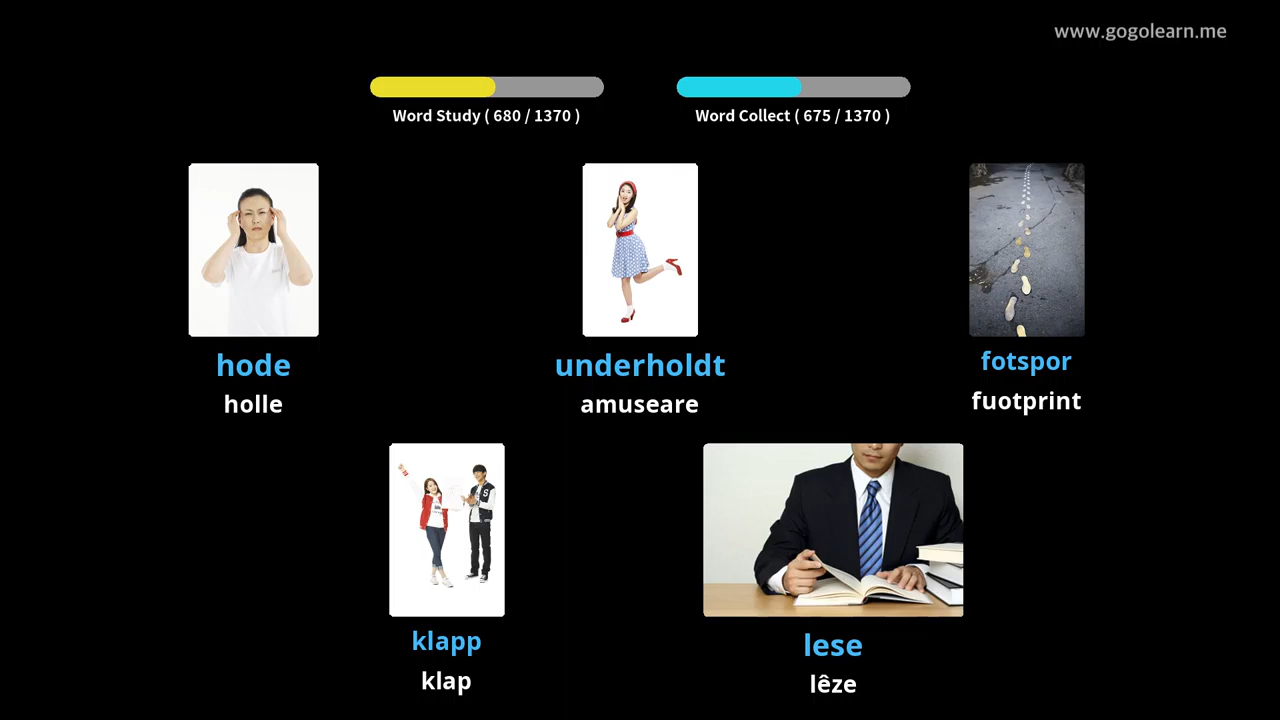 www.gogolearn.me
Word Study ( 680 / 1370 )
Word Collect ( 675 / 1370 )
hode
holle
underholdt
amuseare
fotspor
fuotprint
klapp
klap
lese
lêze